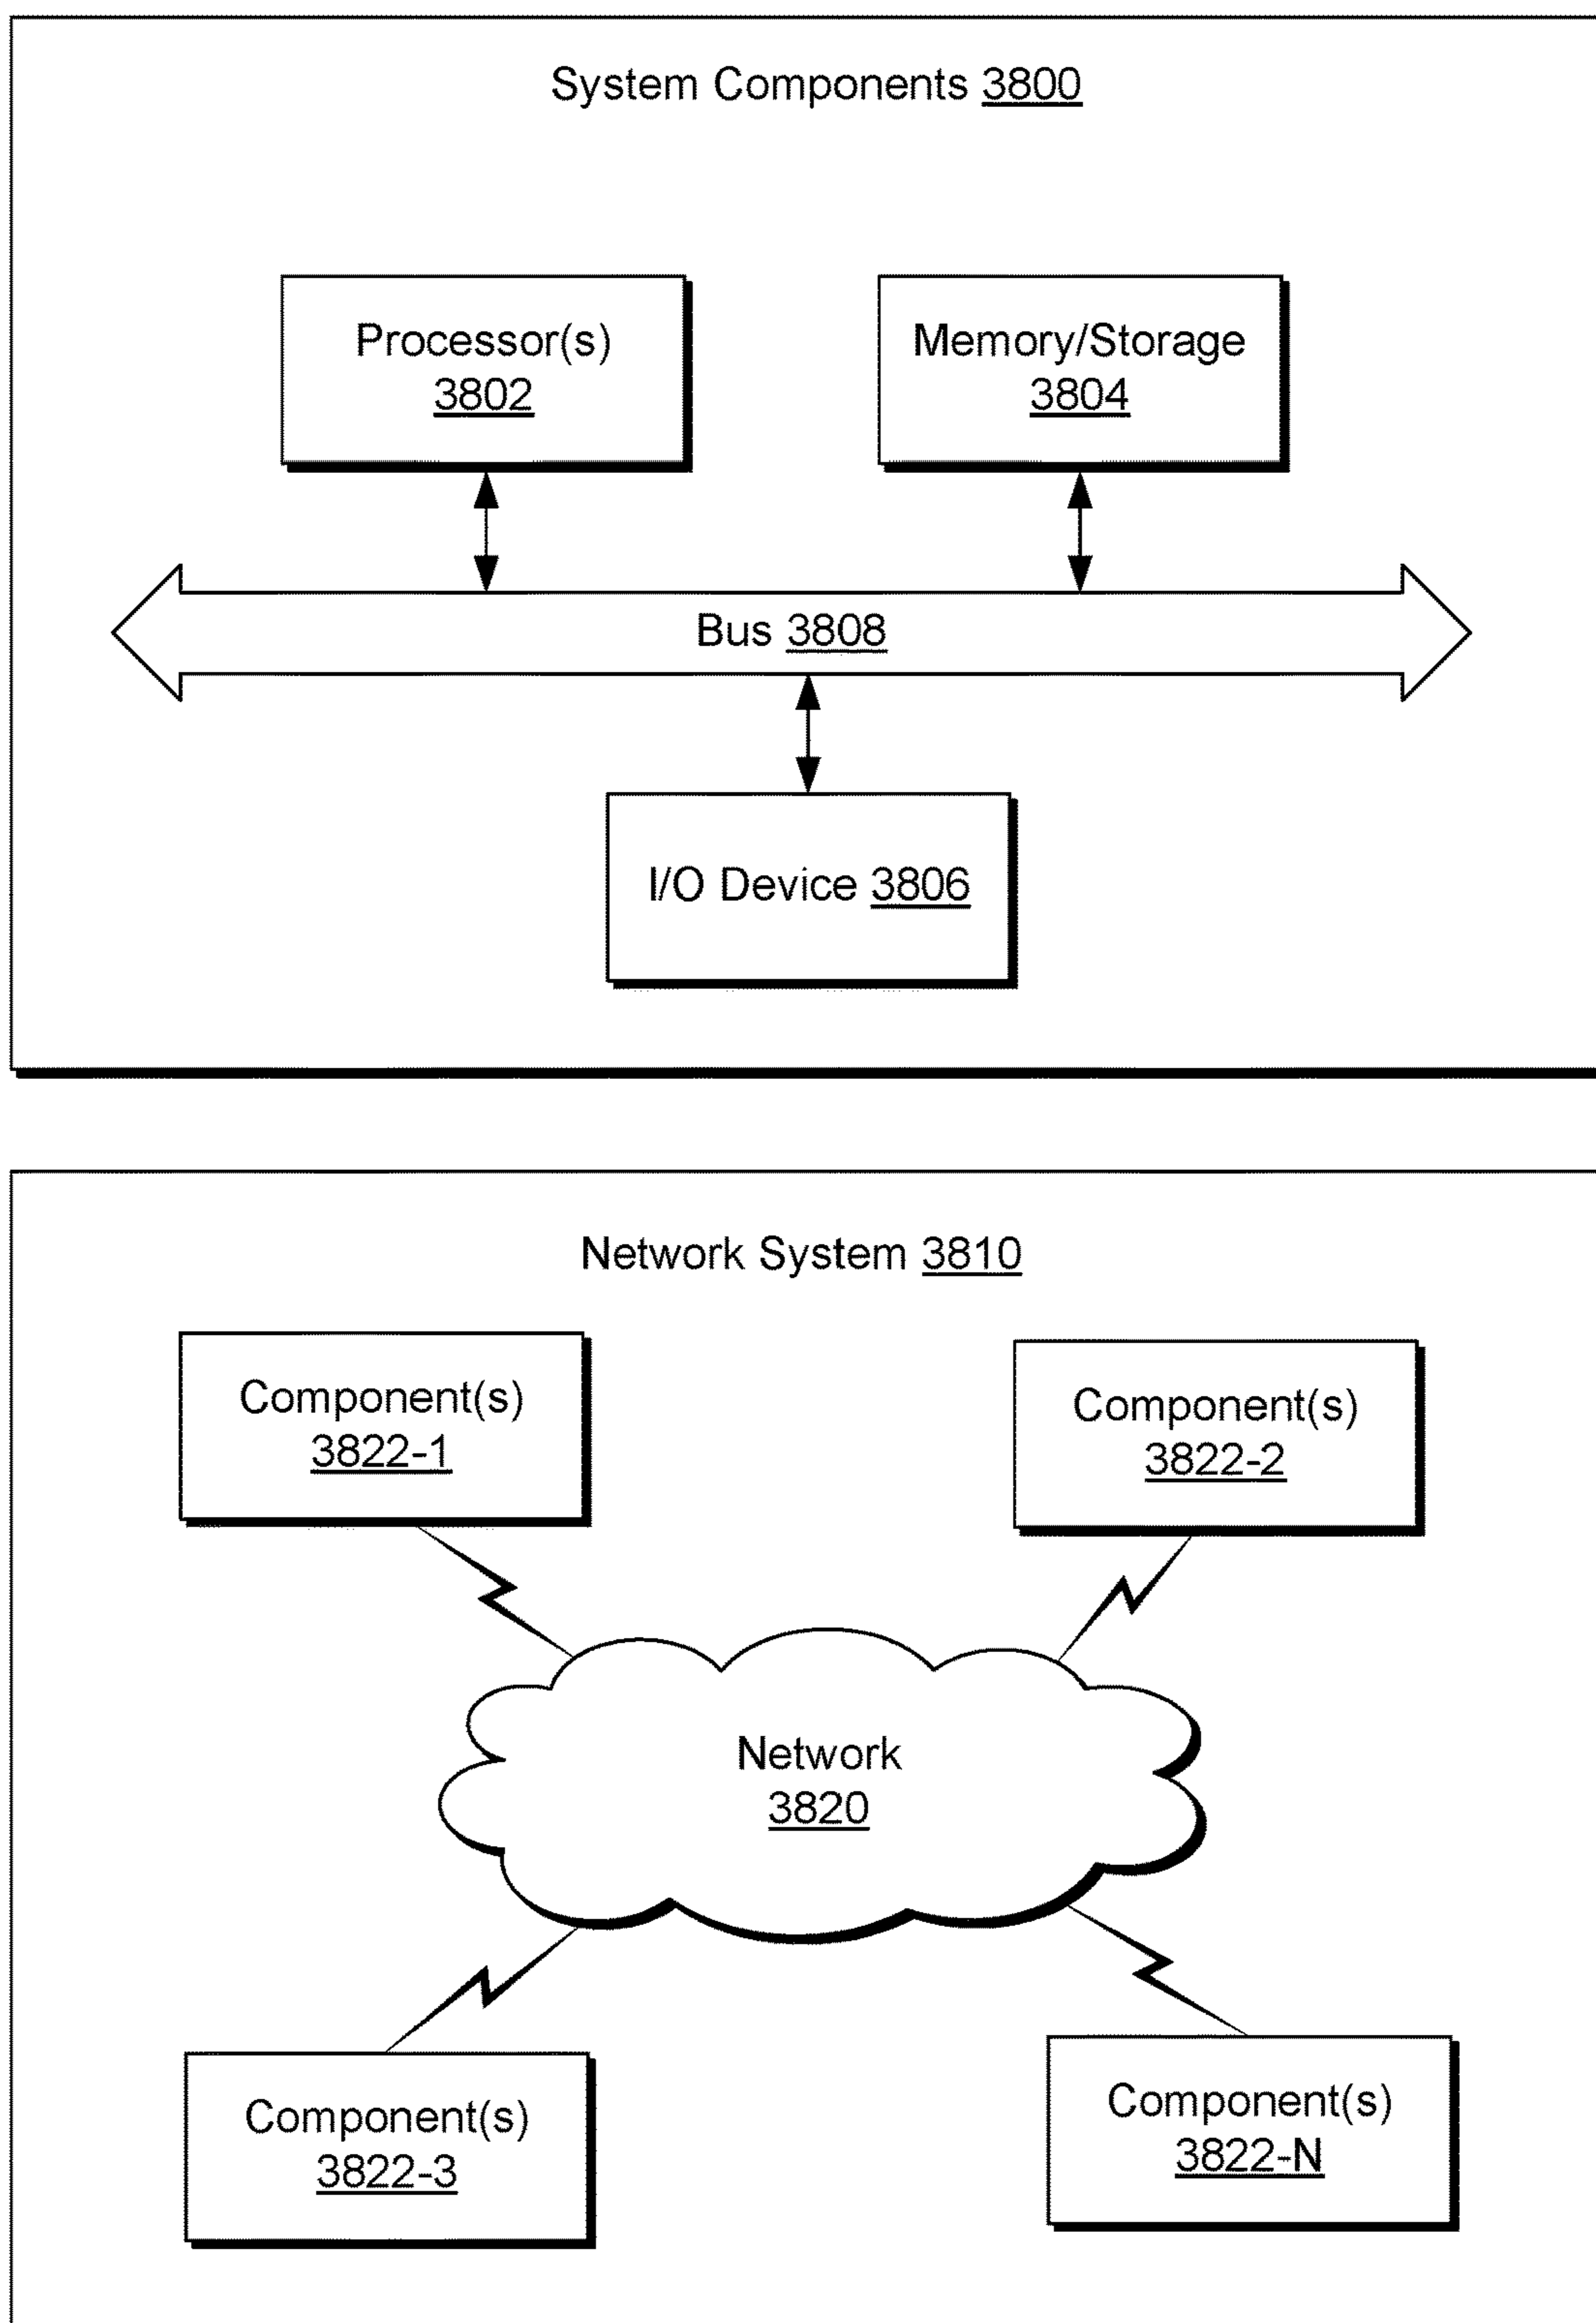 System Components 3800
Processor(s)
3802
Memory/Storage
3804
Bus 3808
I/O Device 3806
Network System 3810
Component(s)
3822-1
Component(s)
3822-2
Network
3820
Component(s)
3822-3
Component(s)
3822-N